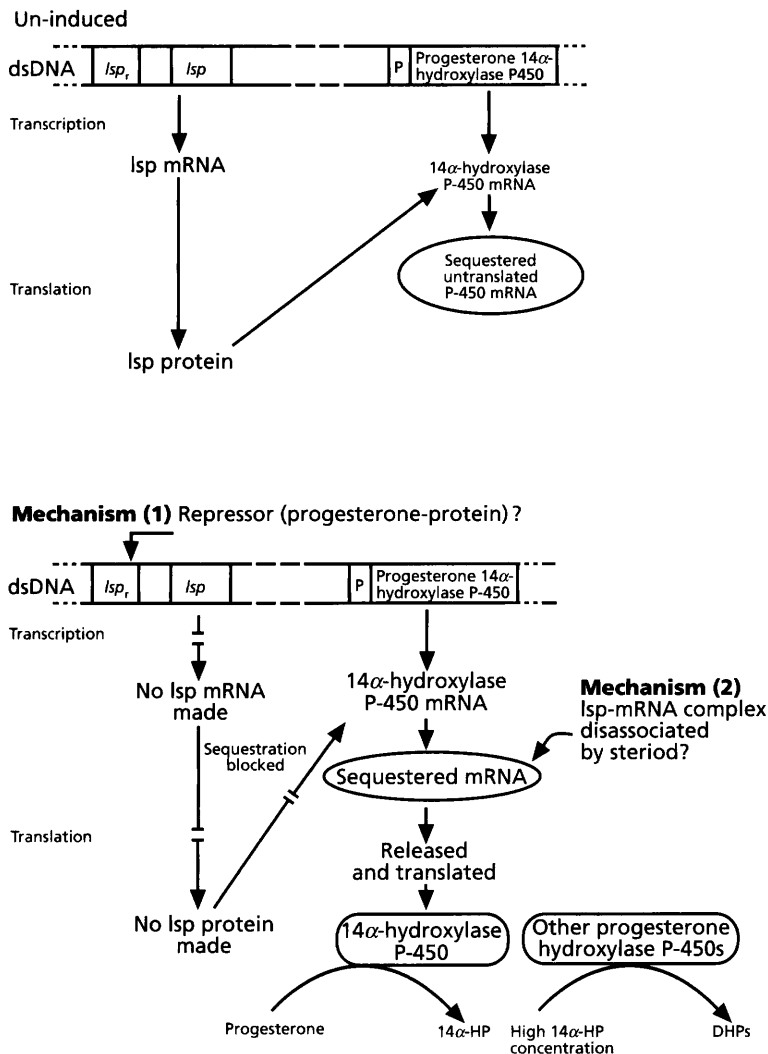 Un-induced
dsDNA
lspr
lsp
P
Progesterone 14α-
hydroxylase P450
Transcription
lsp mRNA
14α-hydroxylase
P-450 mRNA
Sequestered
untranslated
P-450 mRNA
Translation
lsp protein
Mechanism (1) Repressor (progesterone-protein)?
dsDNA
lspr
lsp
P
Progesterone 14α-
hydroxylase P-450
Transcription
No lsp mRNA
made
14α-hydroxylase
P-450 mRNA
Mechanism (2)
lsp-mRNA complex
disassociated
by steriod?
Sequestration
blocked
Sequestered mRNA
Translation
Released
and translated
No lsp protein
made
14α-hydroxylase
P-450
Other progesterone
hydroxylase P-450s
Progesterone
14α-HP
High 14α-HP
concentration
DHPs